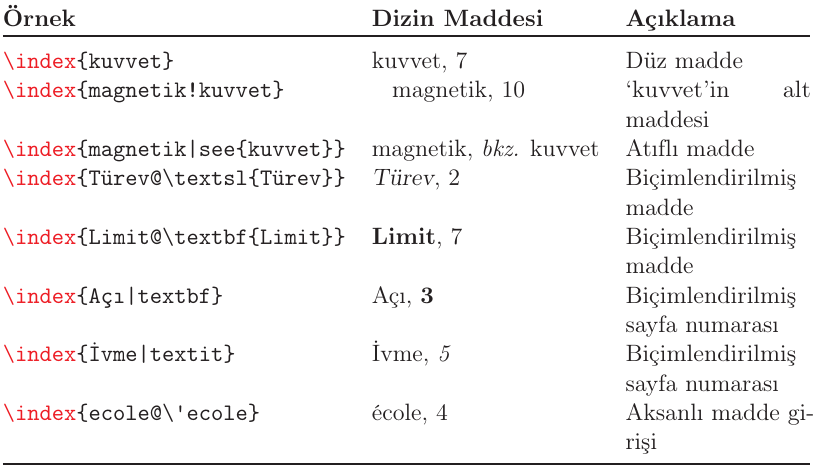 Örnek Dizin Maddesi Açıklama
\index{kuvvet} kuvvet, 7 Düz madde
\index{magnetik!kuvvet} magnetik, 10 ‘kuvvet’in alt
maddesi
\index{magnetik|see{kuvvet}} magnetik, bkz. kuvvet Atıflı madde
\index{Türev@\textsl{Türev}} Türev, 2 Biçimlendirilmiş
madde
\index{Limit@\textbf{Limit}} Limit, 7 Biçimlendirilmiş
madde
\index{Açı|textbf} Açı, 3 Biçimlendirilmiş
sayfa numarası
\index{İvme|textit} İvme, 5 Biçimlendirilmiş
sayfa numarası
\index{ecole@\'ecole} école, 4 Aksanlı madde gi-
rişi